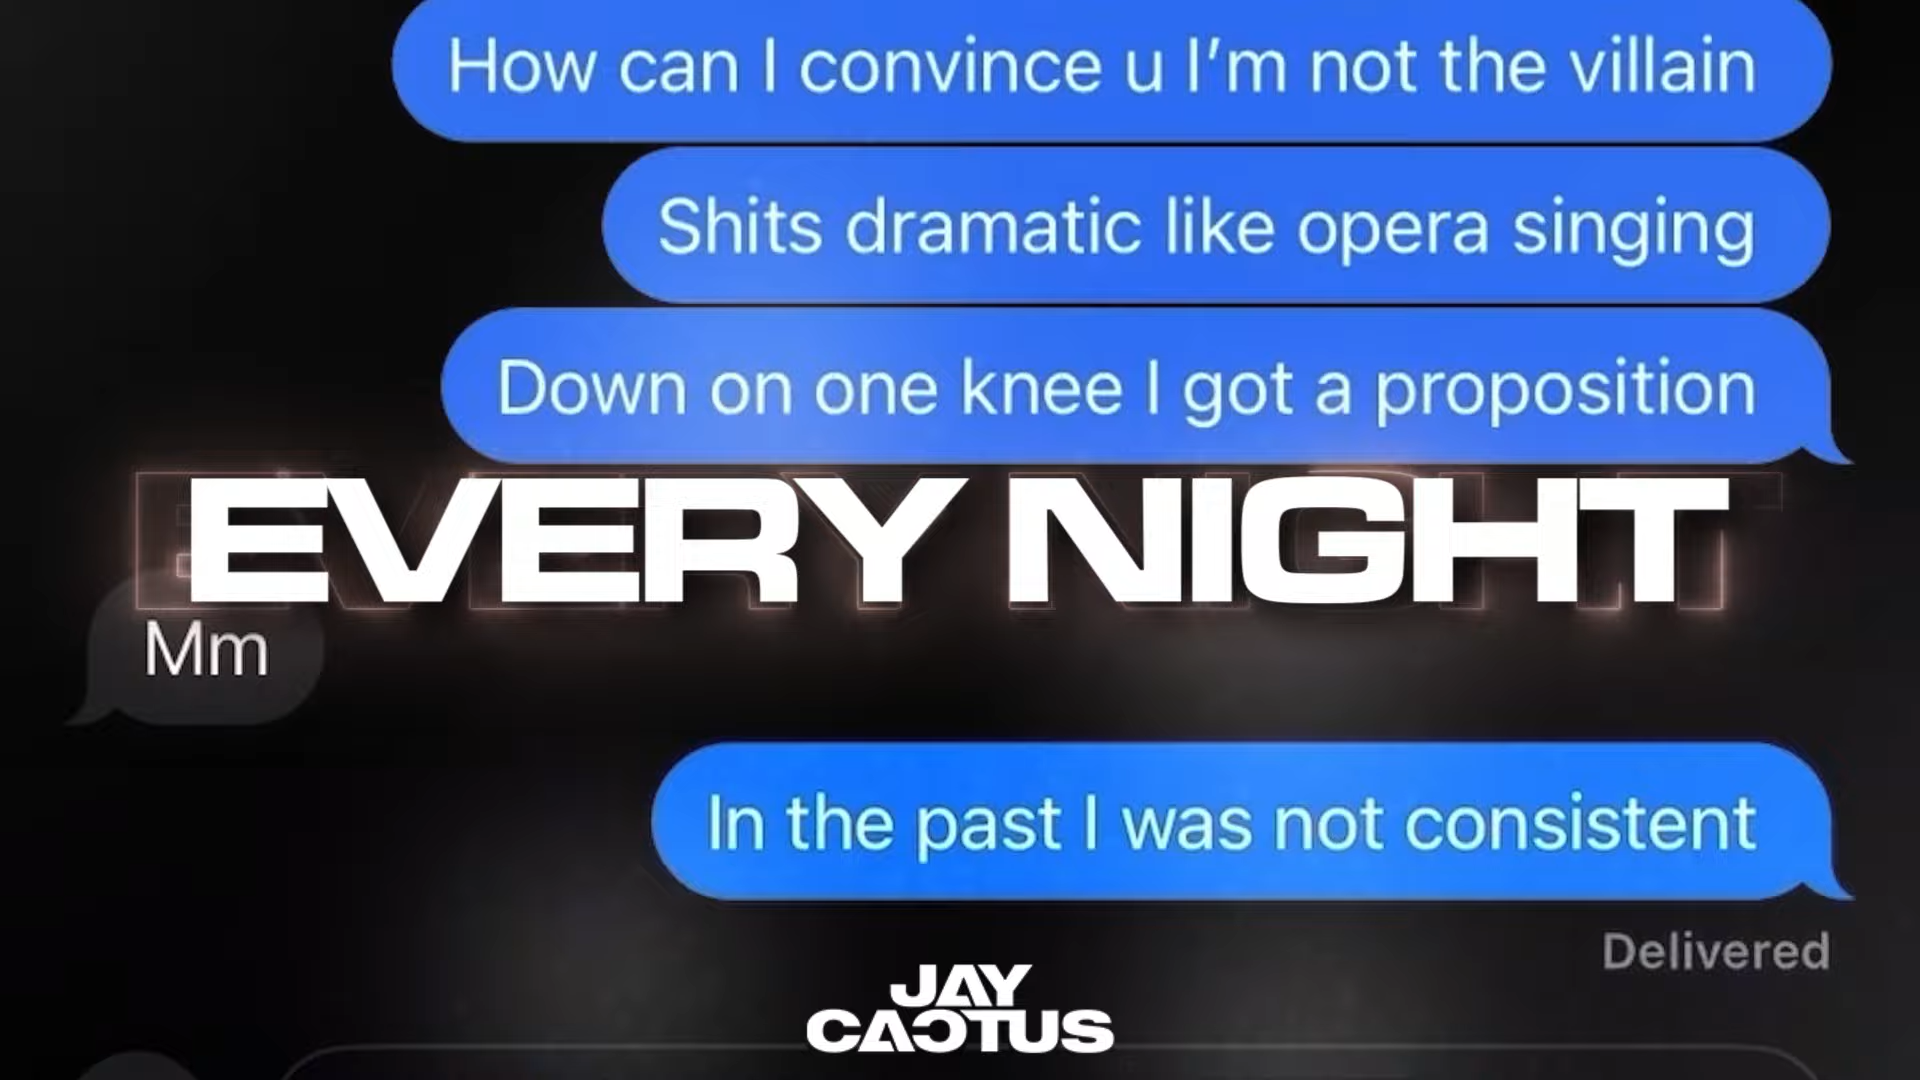 How can I convince u I’m not the villain
Shits dramatic like opera singing
Down on one knee I got a proposition
EVERY NIGHT
Mm
In the past I was not consistent
Delivered
JAY
CACTUS